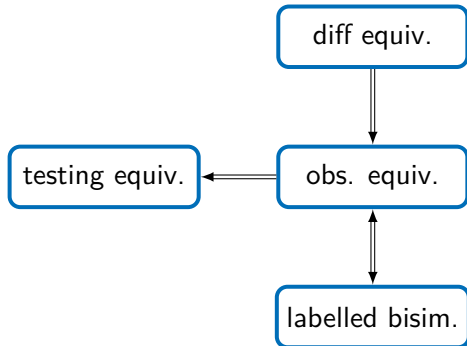 diff equiv.
testing equiv.
obs. equiv.
labelled bisim.